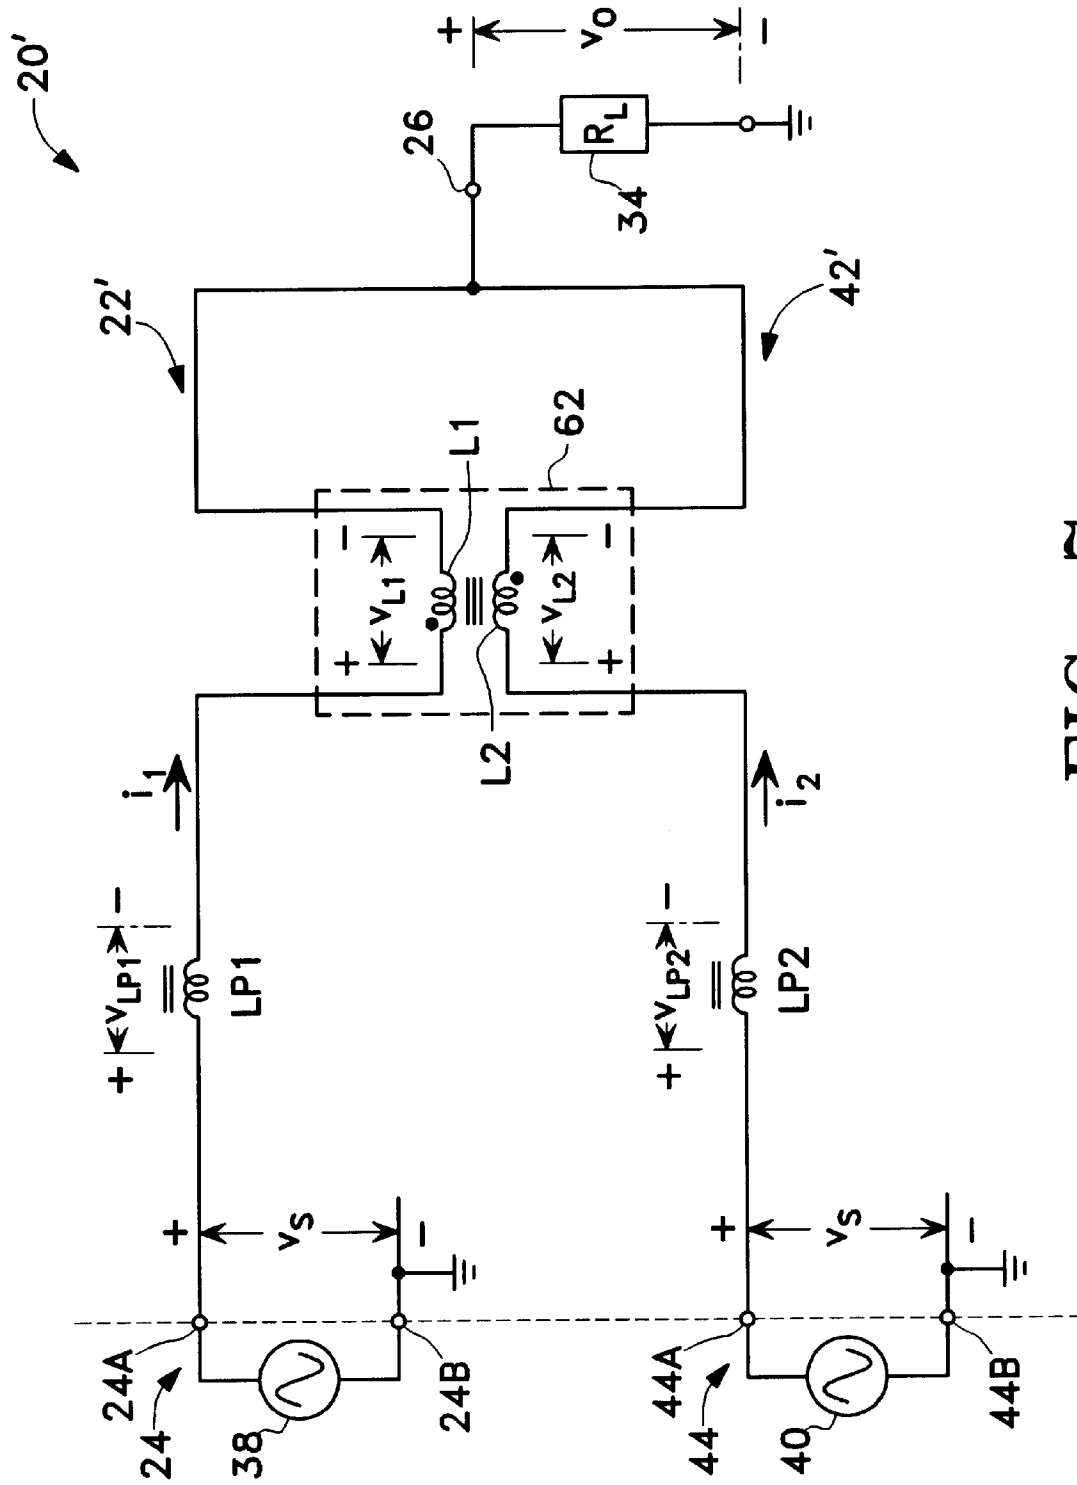 20'
22'
i1
+ vLP1 -
LP1
+
vS
-
24A
24
38
24B
+ vL1 -
L1
62
L2
+ vL2 -
26
+
vO
-
RL
34
42'
i2
+ vLP2 -
LP2
+
vS
-
44A
44
40
44B